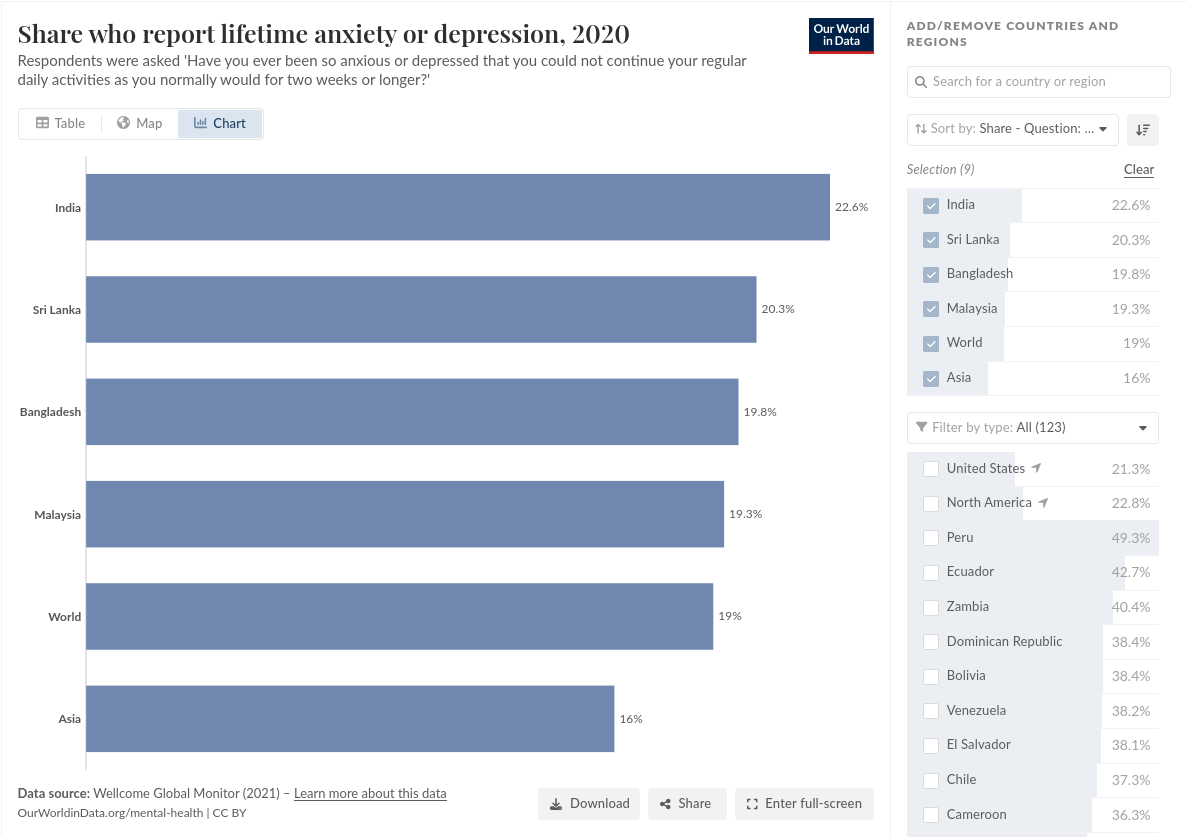 Share who report lifetime anxiety or depression, 2020
Respondents were asked 'Have you ever been so anxious or depressed that you could not continue your regular
daily activities as you normally would for two weeks or longer?'
Our World
in Data
Table
Map
Chart
India
22.6%
Sri Lanka
20.3%
Bangladesh
19.8%
Malaysia
19.3%
World
19%
Asia
16%
Data source: Wellcome Global Monitor (2021) – Learn more about this data
OurWorldinData.org/mental-health | CC BY
Download
Share
Enter full-screen
ADD/REMOVE COUNTRIES AND
REGIONS
Search for a country or region
Sort by: Share - Question: ...
Selection (9)
Clear
India 22.6%
Sri Lanka 20.3%
Bangladesh 19.8%
Malaysia 19.3%
World 19%
Asia 16%
Filter by type: All (123)
United States 21.3%
North America 22.8%
Peru 49.3%
Ecuador 42.7%
Zambia 40.4%
Dominican Republic 38.4%
Bolivia 38.4%
Venezuela 38.2%
El Salvador 38.1%
Chile 37.3%
Cameroon 36.3%